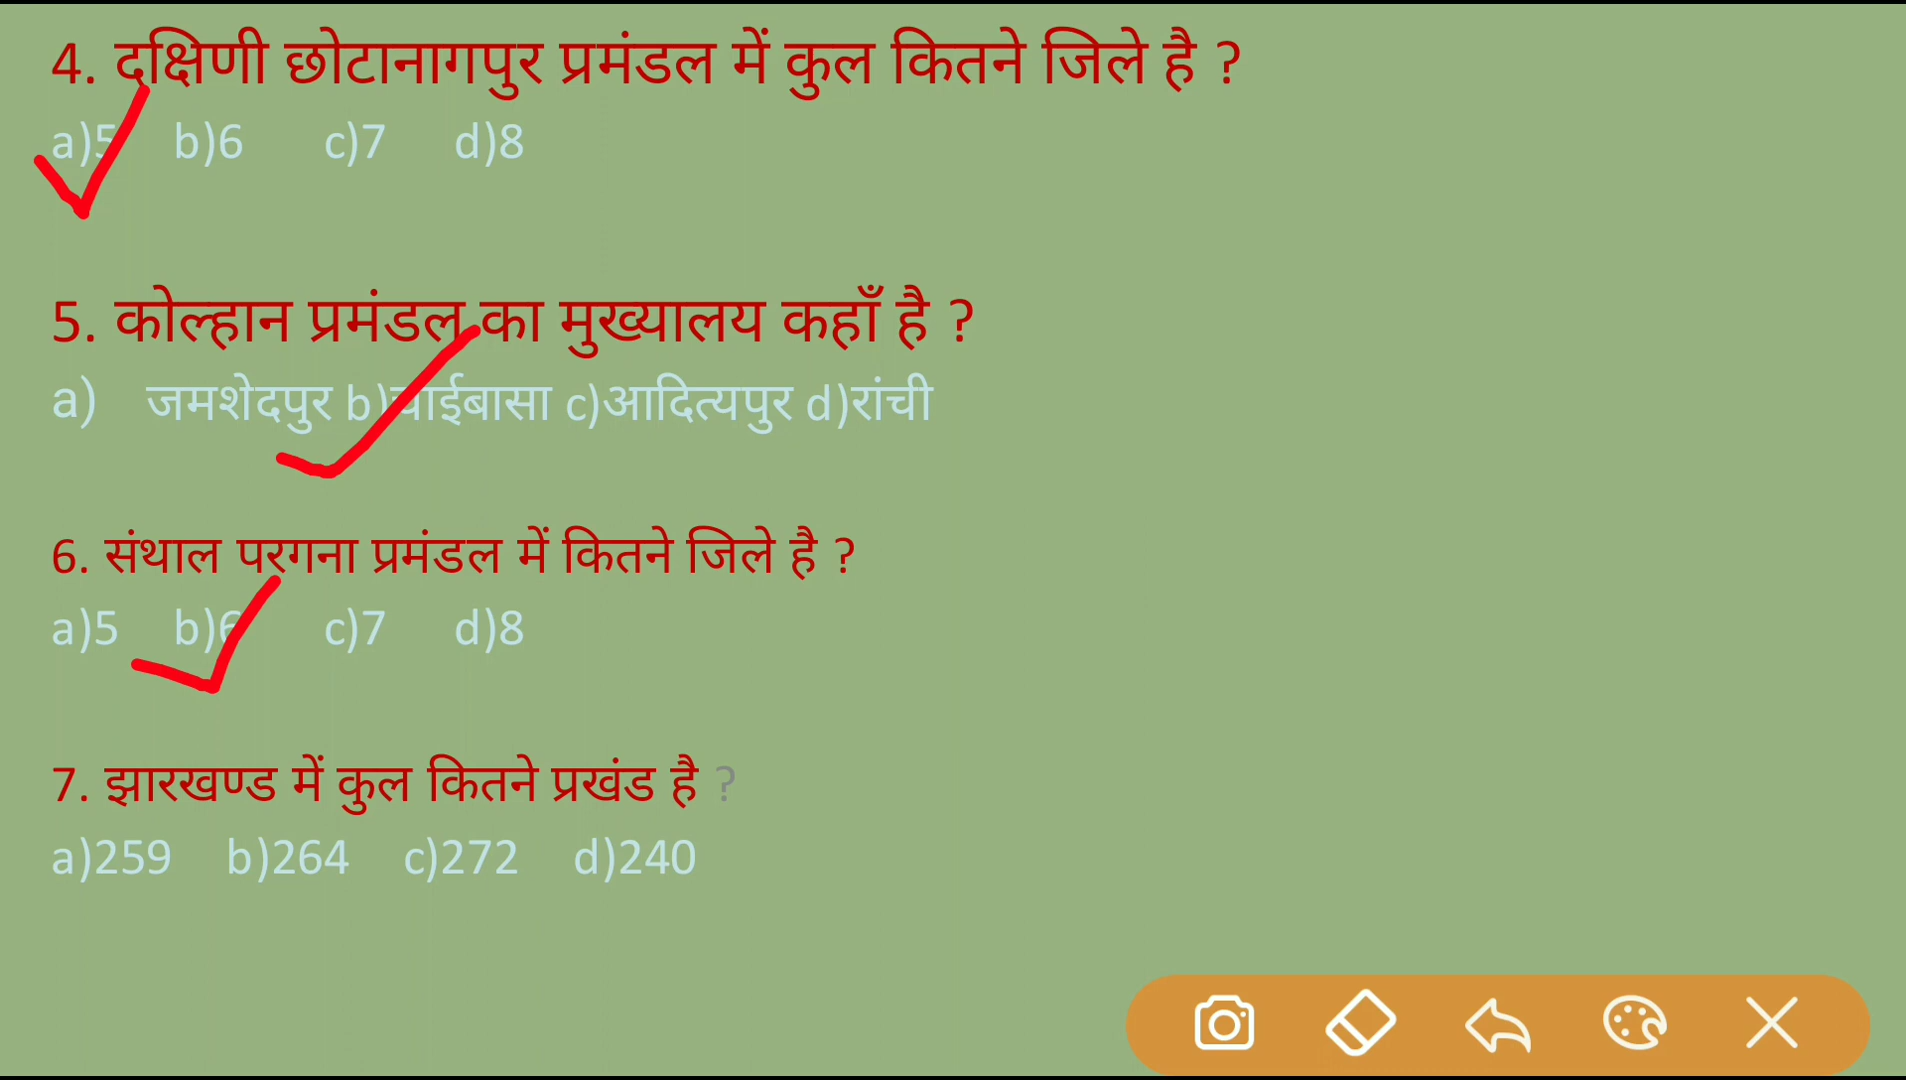 4. दक्षिणी छोटानागपुर प्रमंडल में कुल कितने जिले है ?
a)5 b)6 c)7 d)8
5. कोल्हान प्रमंडल का मुख्यालय कहाँ है ?
a) जमशेदपुर b)चाईबासा c)आदित्यपुर d)रांची
6. संथाल परगना प्रमंडल में कितने जिले है ?
a)5 b)6 c)7 d)8
7. झारखण्ड में कुल कितने प्रखंड है ?
a)259 b)264 c)272 d)240